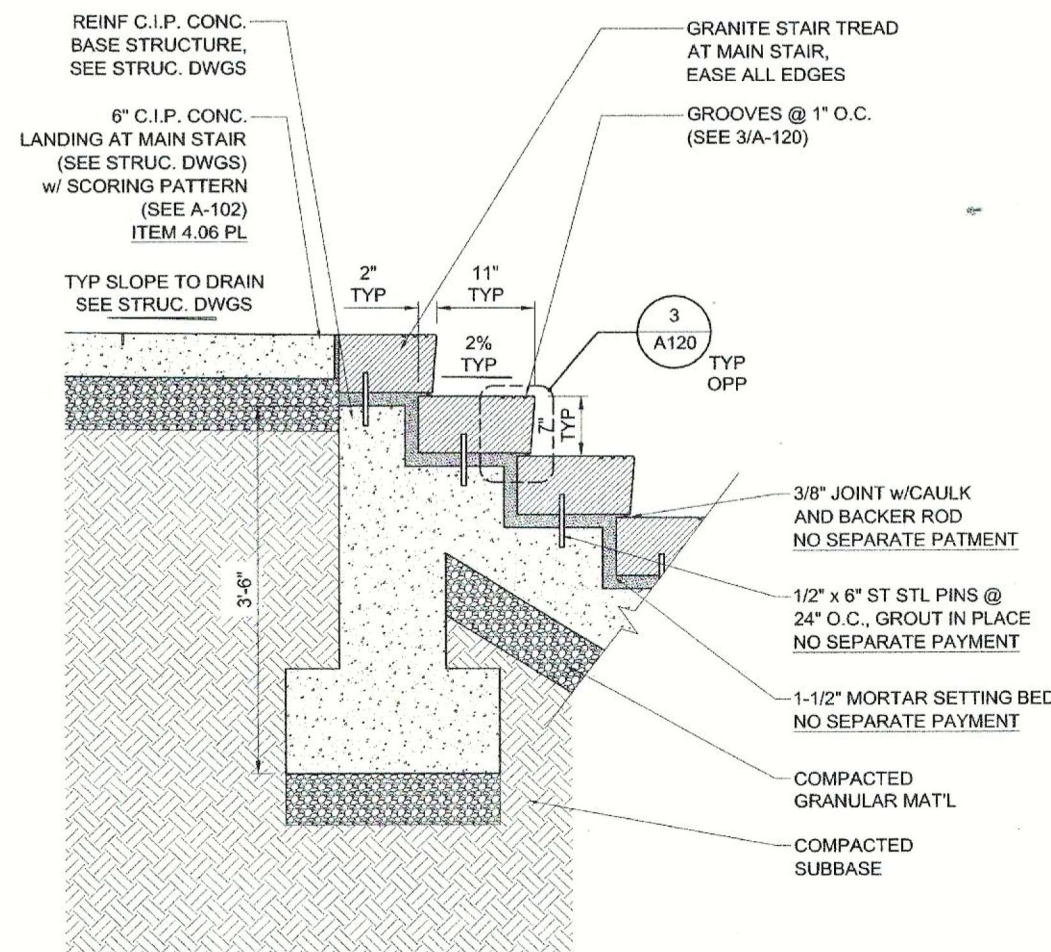 REINF C.I.P. CONC.
BASE STRUCTURE,
SEE STRUC. DWGS
6" C.I.P. CONC.
LANDING AT MAIN STAIR
(SEE STRUC. DWGS)
w/ SCORING PATTERN
(SEE A-102)
ITEM 4.06 PL
TYP SLOPE TO DRAIN
SEE STRUC. DWGS
2"
TYP
11"
TYP
2%
TYP
7"
TYP
3'-6"
GRANITE STAIR TREAD
AT MAIN STAIR,
EASE ALL EDGES
GROOVES @ 1" O.C.
(SEE 3/A-120)
3
A120
TYP
OPP
3/8" JOINT w/CAULK
AND BACKER ROD
NO SEPARATE PATMENT
1/2" x 6" ST STL PINS @
24" O.C., GROUT IN PLACE
NO SEPARATE PAYMENT
1-1/2" MORTAR SETTING BED
NO SEPARATE PAYMENT
COMPACTED
GRANULAR MAT'L
COMPACTED
SUBBASE